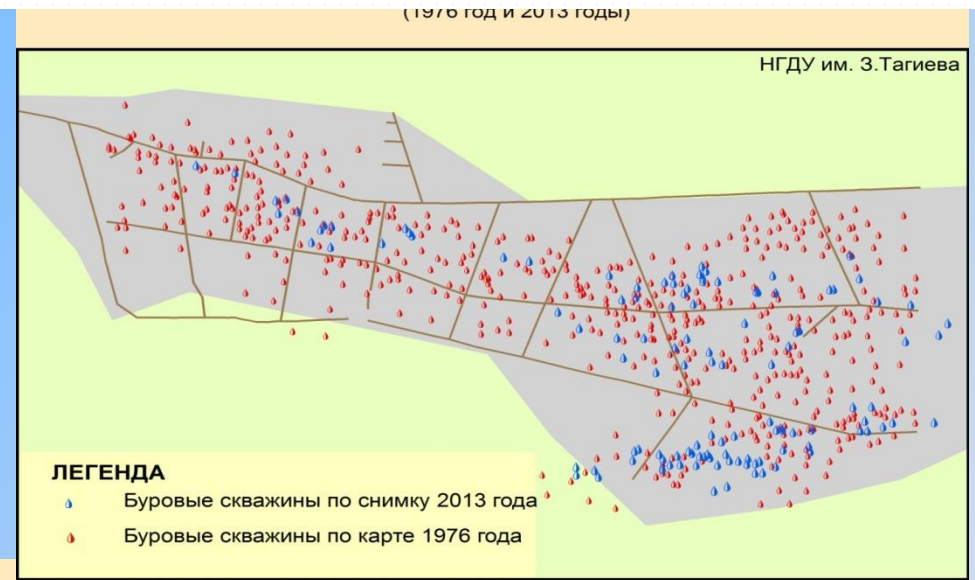 (1976 год и 2013 годы)
НГДУ им. З.Тагиева
ЛЕГЕНДА
Буровые скважины по снимку 2013 года
Буровые скважины по карте 1976 года